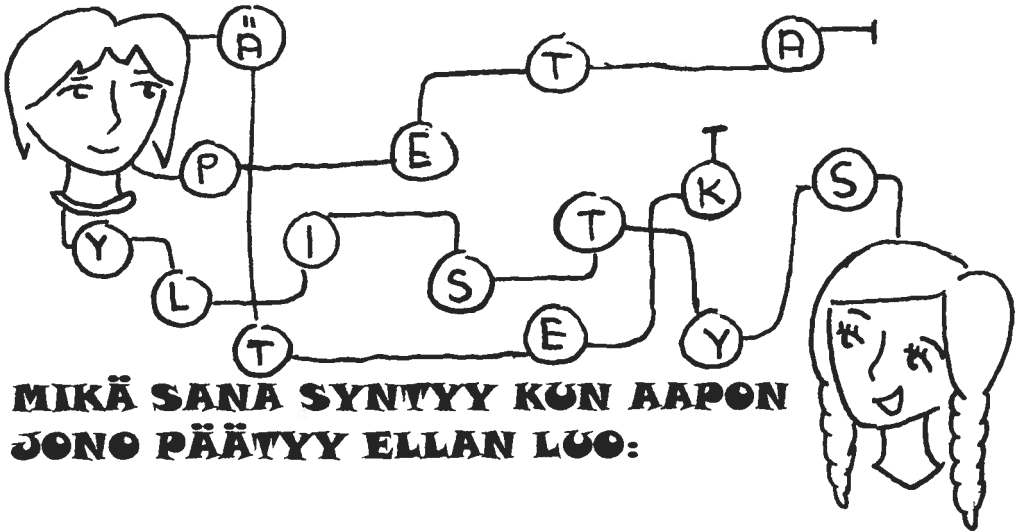 Ä T E K
P E T A
Y L I S T Y S
MIKÄ SANA SYNTYY KUN AAPON
JONO PÄÄTYY ELLAN LUO: